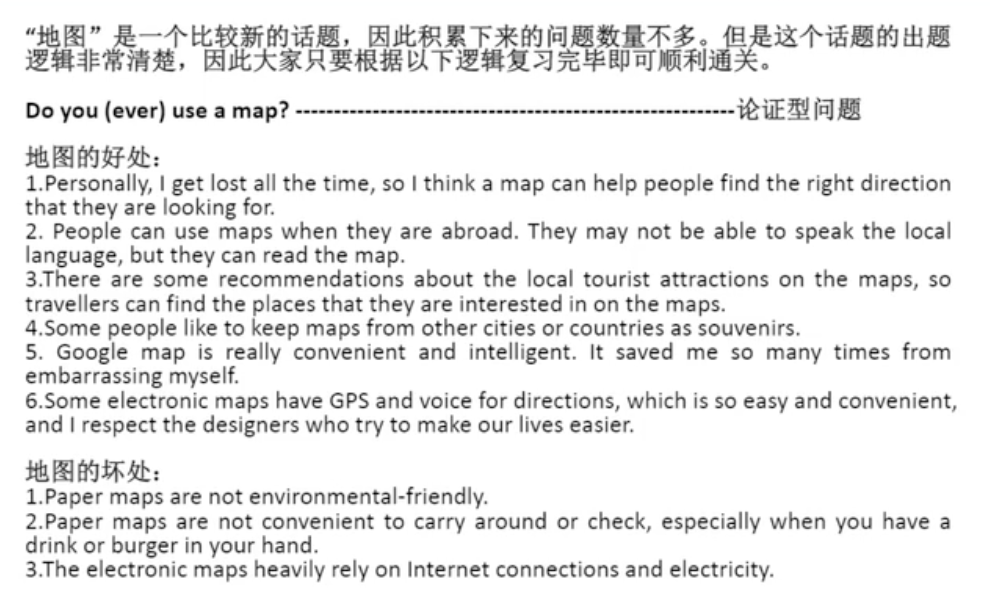 “地图”是一个比较新的话题，因此积累下来的问题数量不多。但是这个话题的出题
逻辑非常清楚，因此大家只要根据以下逻辑复习完毕即可顺利通关。
Do you (ever) use a map? -----------------------------------------------------------论证型问题
地图的好处：
1.Personally, I get lost all the time, so I think a map can help people find the right direction
that they are looking for.
2. People can use maps when they are abroad. They may not be able to speak the local
language, but they can read the map.
3.There are some recommendations about the local tourist attractions on the maps, so
travellers can find the places that they are interested in on the maps.
4.Some people like to keep maps from other cities or countries as souvenirs.
5. Google map is really convenient and intelligent. It saved me so many times from
embarrassing myself.
6.Some electronic maps have GPS and voice for directions, which is so easy and convenient,
and I respect the designers who try to make our lives easier.
地图的坏处：
1.Paper maps are not environmental-friendly.
2.Paper maps are not convenient to carry around or check, especially when you have a
drink or burger in your hand.
3.The electronic maps heavily rely on Internet connections and electricity.